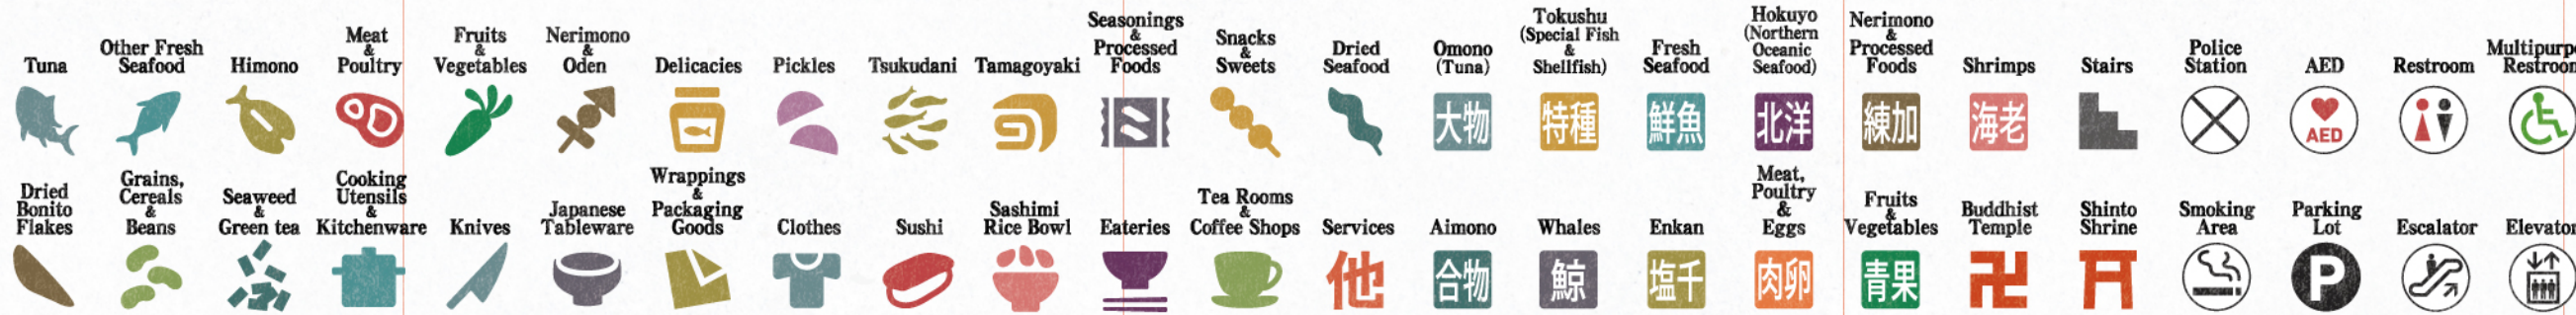 Tuna
Other Fresh
Seafood
Himono
Meat
&
Poultry
Fruits
&
Vegetables
Nerimono
&
Oden
Delicacies
Pickles
Tsukudani
Tamagoyaki
Seasonings
&
Processed
Foods
Snacks
&
Sweets
Dried
Seafood
Omono
(Tuna)
大物
Tokushu
(Special Fish
&
Shellfish)
特種
Fresh
Seafood
鮮魚
Hokuyo
(Northern
Oceanic
Seafood)
北洋
Nerimono
&
Processed
Foods
練加
Shrimps
海老
Stairs
Police
Station
AED
AED
Restroom
Multipurpo
Restroom
Dried
Bonito
Flakes
Grains,
Cereals
&
Beans
Seaweed
&
Green tea
Cooking
Utensils
&
Kitchenware
Knives
Japanese
Tableware
Wrappings
&
Packaging
Goods
Clothes
Sushi
Sashimi
Rice Bowl
Eateries
Tea Rooms
&
Coffee Shops
Services
他
Aimono
合物
Whales
鯨
Enkan
塩干
Meat,
Poultry
&
Eggs
肉卵
Fruits
&
Vegetables
青果
Buddhist
Temple
卍
Shinto
Shrine
Smoking
Area
Parking
Lot
P
Escalator
Elevator